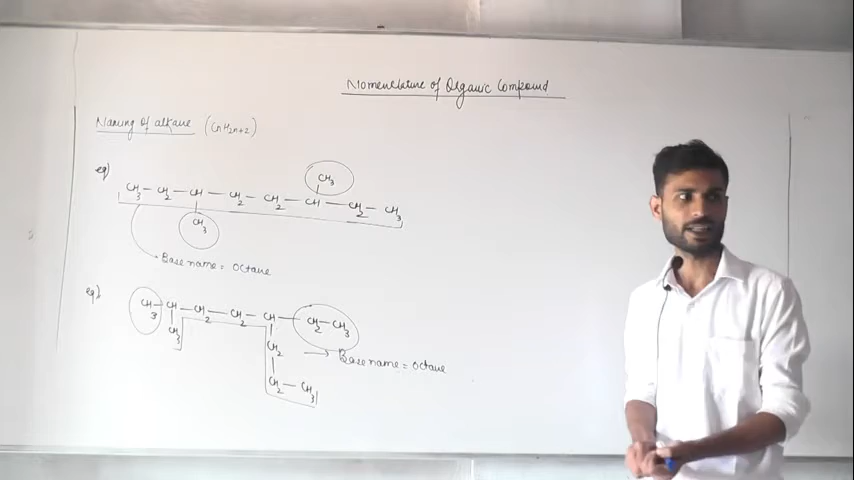 Nomenclature of Organic Compound
Naming of alkane (CnH2n+2)
eg)
CH3
CH3 - CH2 - CH - CH2 - CH2 - CH - CH2 - CH3
CH3
Base name = Octane
eg)
CH3 - CH - CH2 - CH2 - CH - CH2 - CH3
CH3
CH2
Base name = Octane
CH2 - CH3